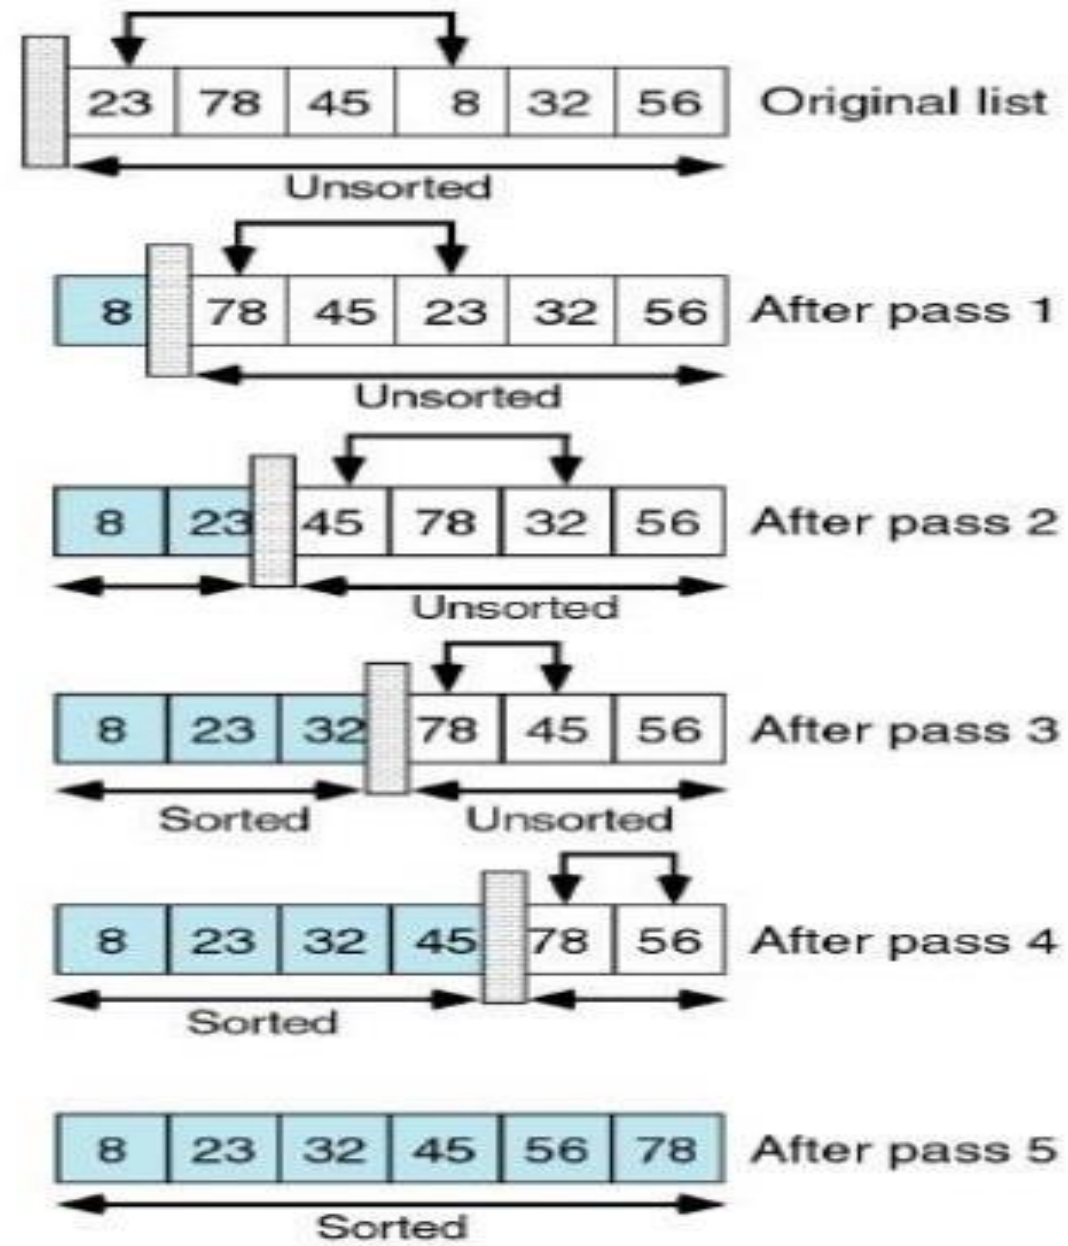 23 78 45 8 32 56 Original list
Unsorted
8 78 45 23 32 56 After pass 1
Unsorted
8 23 45 78 32 56 After pass 2
Unsorted
8 23 32 78 45 56 After pass 3
Sorted Unsorted
8 23 32 45 78 56 After pass 4
Sorted
8 23 32 45 56 78 After pass 5
Sorted